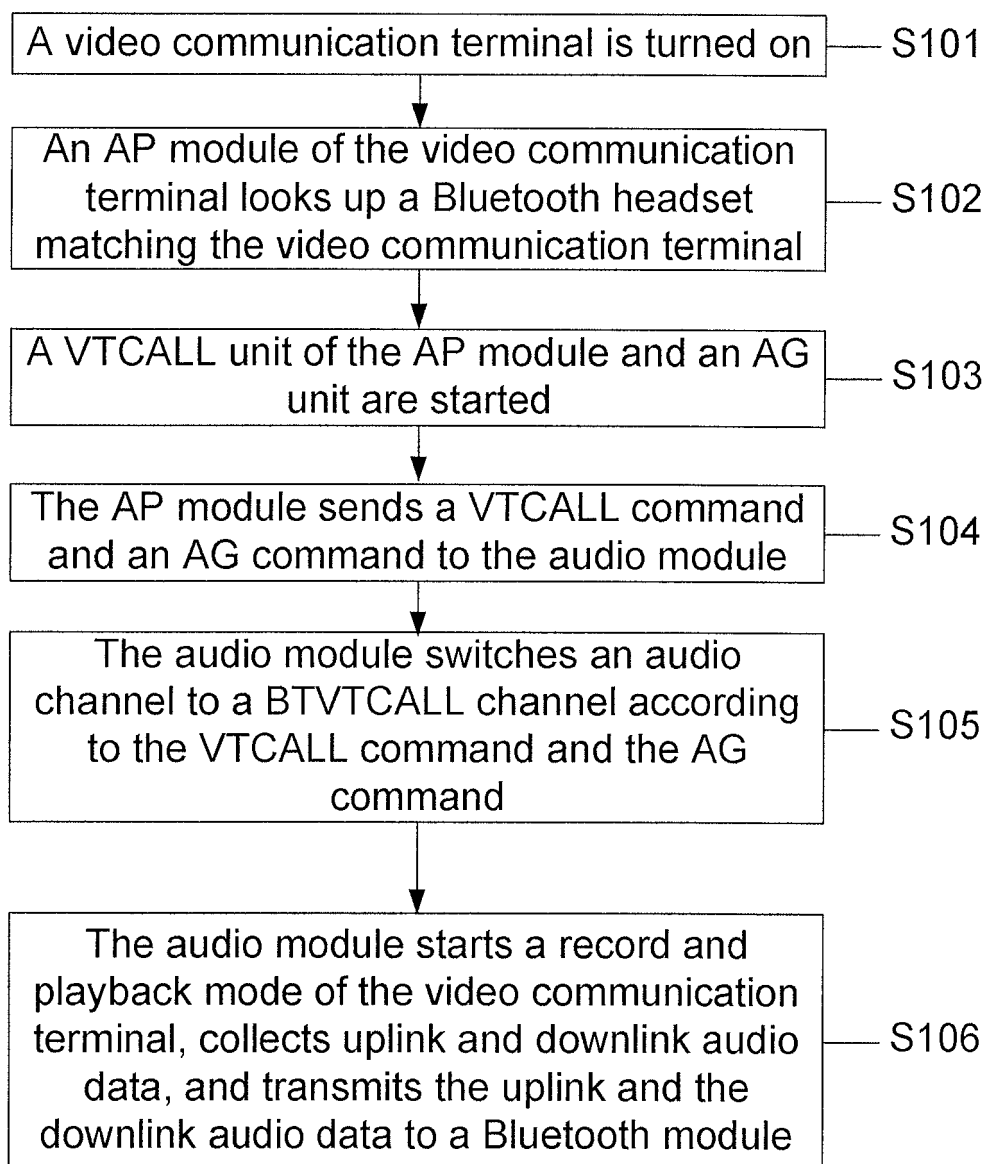 A video communication terminal is turned on
S101
An AP module of the video communication
terminal looks up a Bluetooth headset
matching the video communication terminal
S102
A VTCALL unit of the AP module and an AG
unit are started
S103
The AP module sends a VTCALL command
and an AG command to the audio module
S104
The audio module switches an audio
channel to a BTVTCALL channel according
to the VTCALL command and the AG
command
S105
The audio module starts a record and
playback mode of the video communication
terminal, collects uplink and downlink audio
data, and transmits the uplink and the
downlink audio data to a Bluetooth module
S106